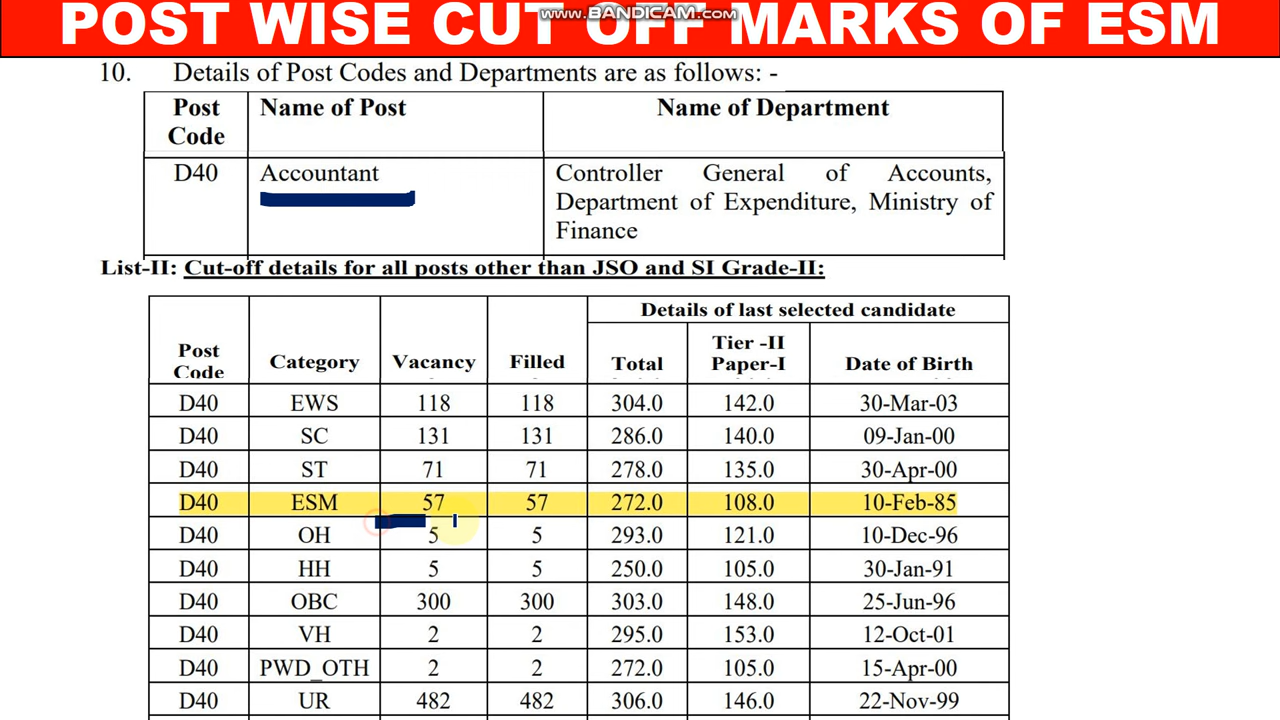 www.BANDICAM.com
POST WISE CUT OFF MARKS OF ESM
10. Details of Post Codes and Departments are as follows: -
Post Code Name of Post Name of Department
D40 Accountant Controller General of Accounts,
Department of Expenditure, Ministry of
Finance
List-II: Cut-off details for all posts other than JSO and SI Grade-II:
Details of last selected candidate
Post Code Category Vacancy Filled Total Tier -II Paper-I Date of Birth
D40 EWS 118 118 304.0 142.0 30-Mar-03
D40 SC 131 131 286.0 140.0 09-Jan-00
D40 ST 71 71 278.0 135.0 30-Apr-00
D40 ESM 57 57 272.0 108.0 10-Feb-85
D40 OH 5 5 293.0 121.0 10-Dec-96
D40 HH 5 5 250.0 105.0 30-Jan-91
D40 OBC 300 300 303.0 148.0 25-Jun-96
D40 VH 2 2 295.0 153.0 12-Oct-01
D40 PWD_OTH 2 2 272.0 105.0 15-Apr-00
D40 UR 482 482 306.0 146.0 22-Nov-99